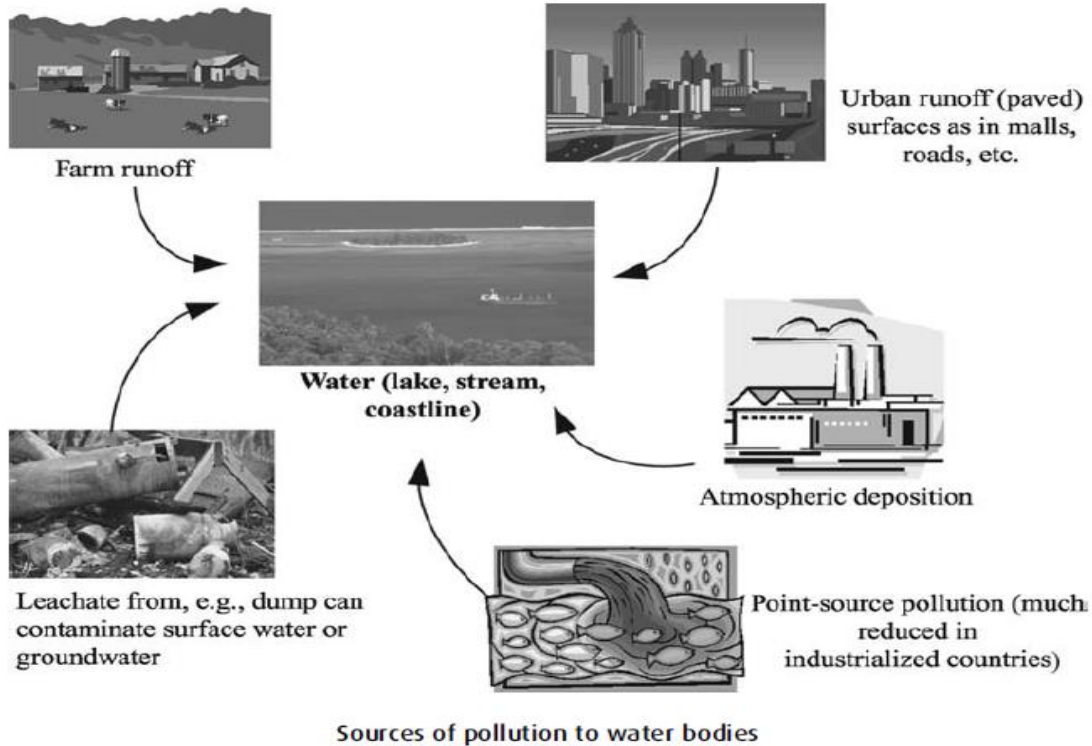 Farm runoff
Urban runoff (paved)
surfaces as in malls,
roads, etc.
Water (lake, stream,
coastline)
Atmospheric deposition
Leachate from, e.g., dump can
contaminate surface water or
groundwater
Point-source pollution (much
reduced in
industrialized countries)
Sources of pollution to water bodies